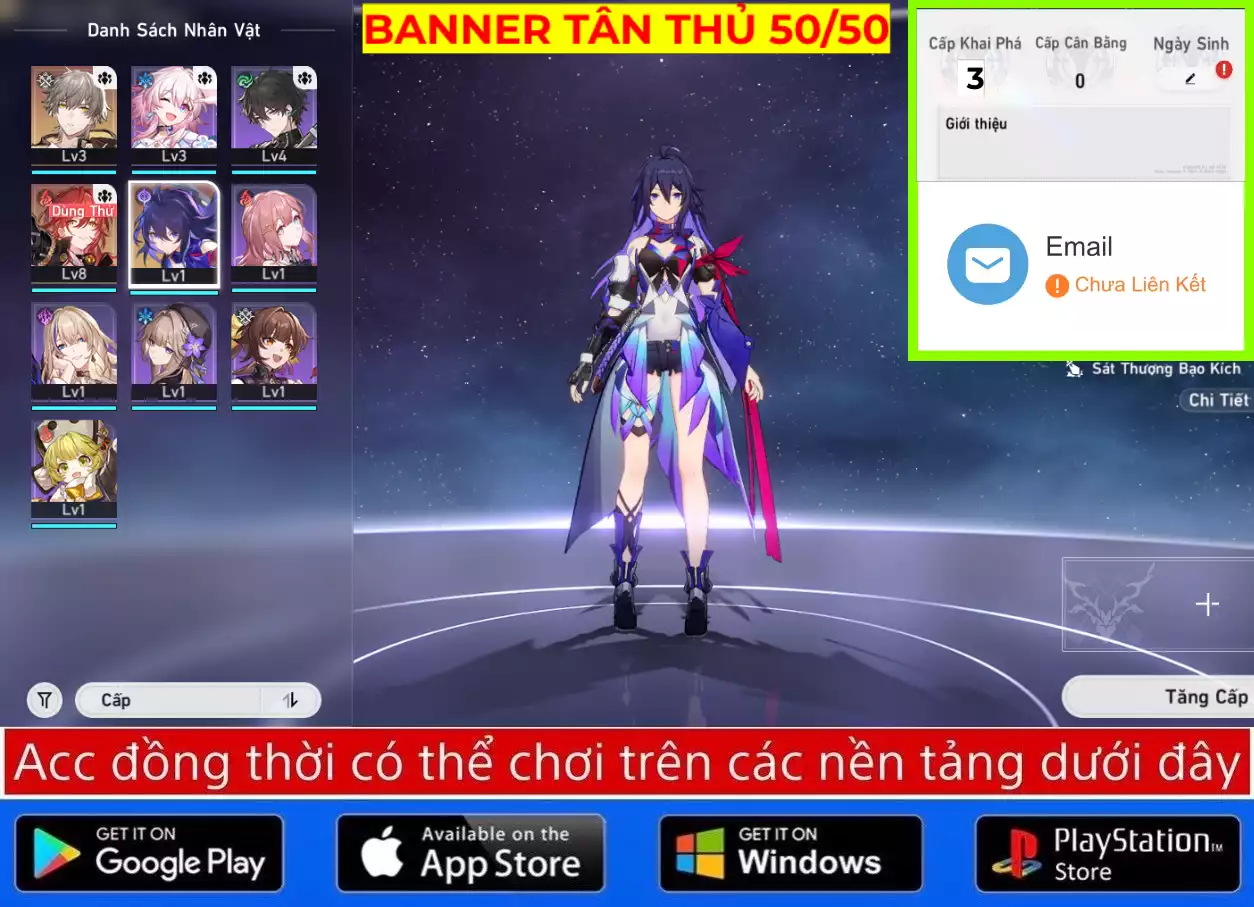 Danh Sách Nhân Vật
BANNER TÂN THỦ 50/50
Cấp Khai Phá
Cấp Cân Bằng
Ngày Sinh
3
0
Giới thiệu
Lv3
Lv3
Lv4
Dùng Thử
Lv8
Lv1
Lv1
Lv1
Lv1
Lv1
Lv1
Email
Chưa Liên Kết
Sát Thương Bạo Kích
Chi Tiết
Cấp
Tăng Cấp
Acc đồng thời có thể chơi trên các nền tảng dưới đây
GET IT ON
Google Play
Available on the
App Store
GET IT ON
Windows
PlayStation™
Store